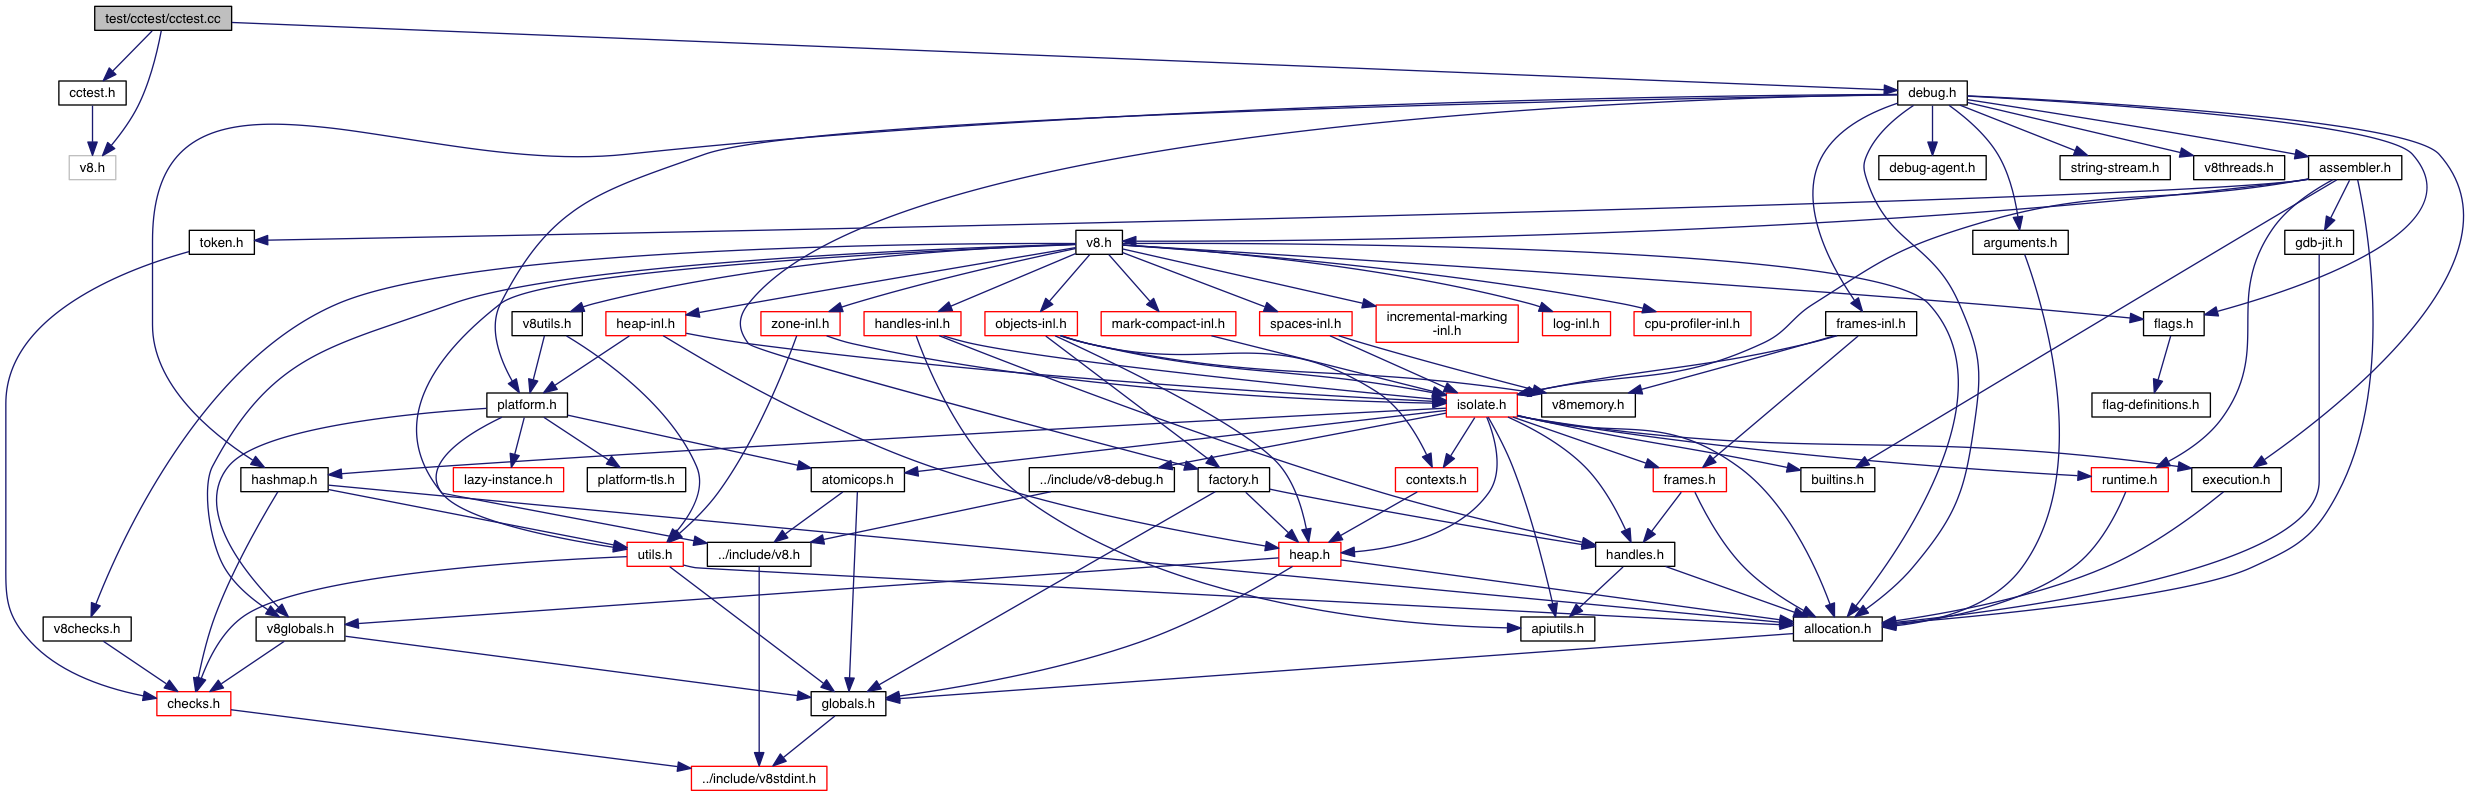 test/cctest/cctest.cc
cctest.h
debug.h
v8.h
debug-agent.h
string-stream.h
v8threads.h
assembler.h
token.h
v8.h
arguments.h
gdb-jit.h
v8utils.h
heap-inl.h
zone-inl.h
handles-inl.h
objects-inl.h
mark-compact-inl.h
spaces-inl.h
incremental-marking
-inl.h
log-inl.h
cpu-profiler-inl.h
frames-inl.h
flags.h
platform.h
isolate.h
v8memory.h
flag-definitions.h
hashmap.h
lazy-instance.h
platform-tls.h
atomicops.h
../include/v8-debug.h
factory.h
contexts.h
frames.h
builtins.h
runtime.h
execution.h
utils.h
../include/v8.h
heap.h
handles.h
v8checks.h
v8globals.h
apiutils.h
allocation.h
checks.h
globals.h
../include/v8stdint.h